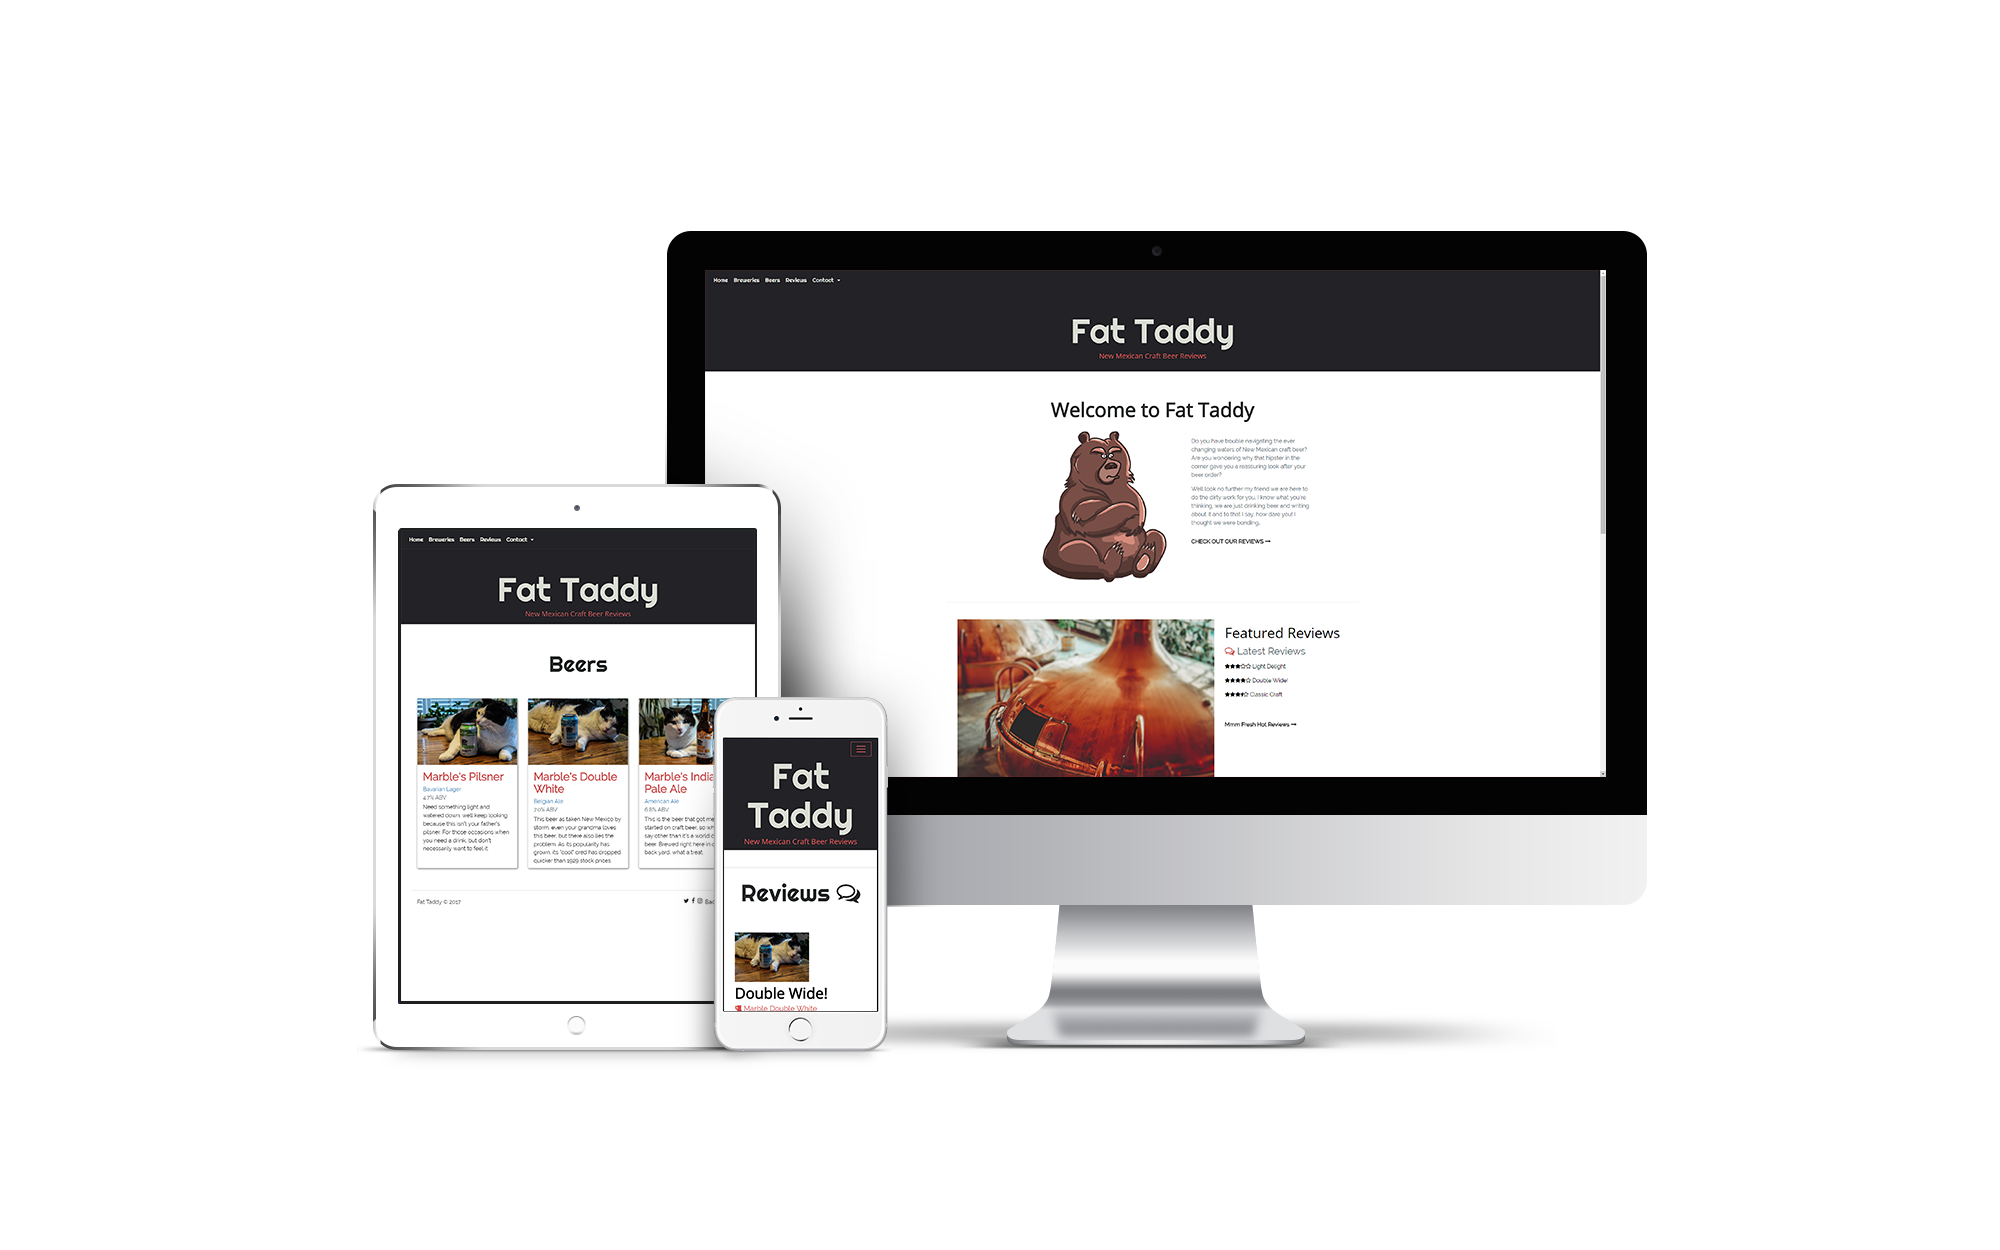 Home Breweries Beers Reviews Contact
Fat Taddy
New Mexican Craft Beer Reviews
Welcome to Fat Taddy
Do you have trouble navigating the ever
changing waters of New Mexican craft beer?
Are you wondering why that hipster in the
corner gave you a reassuring look after your
beer order?
Well look no further my friend we are here to
do the dirty work for you. I know what you're
thinking, we are just drinking beer and writing
about it and to that I say, how dare you! I
thought we were bonding.
CHECK OUT OUR REVIEWS
Featured Reviews
Latest Reviews
Light Delight
Double Wide!
Classic Craft
Mmm Fresh Hot Reviews
Home Breweries Beers Reviews Contact
Fat Taddy
New Mexican Craft Beer Reviews
Beers
Marble's Pilsner
Bavarian Lager
4.7% ABV
Need something light and
watered down: well keep looking
because this isn't your father's
pilsner. For those occasions when
you need a drink, but don't
necessarily want to feel it
Marble's Double
White
Belgian Ale
7.0% ABV
This beer as taken New Mexico by
storm; even your grandma loves
this beer, but there also lies the
problem. As its popularity has
grown, its "cool" cred has dropped
quicker than 1929 stock prices
Marble's India
Pale Ale
American Ale
6.8% ABV
This is the beer that got me
started on craft beer, so wh
say other than it's a world c
beer. Brewed right here in o
back yard, what a treat.
Fat Taddy © 2017
Bac
Fat
Taddy
New Mexican Craft Beer Reviews
Reviews
Double Wide!
Marble Double White